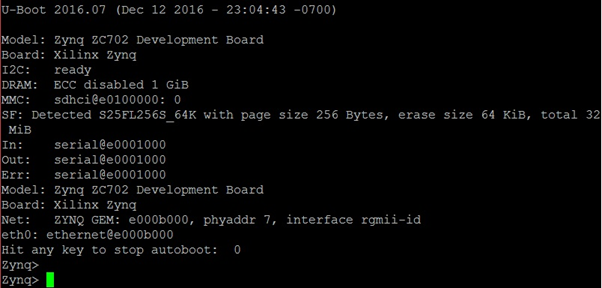 U-Boot 2016.07 (Dec 12 2016 - 23:04:43 -0700)
Model: Zynq ZC702 Development Board
Board: Xilinx Zynq
I2C:   ready
DRAM:  ECC disabled 1 GiB
MMC:   sdhci@e0100000: 0
SF: Detected S25FL256S_64K with page size 256 Bytes, erase size 64 KiB, total 32
 MiB
In:    serial@e0001000
Out:   serial@e0001000
Err:   serial@e0001000
Model: Zynq ZC702 Development Board
Board: Xilinx Zynq
Net:   ZYNQ GEM: e000b000, phyaddr 7, interface rgmii-id
eth0: ethernet@e000b000
Hit any key to stop autoboot:  0
Zynq>
Zynq>